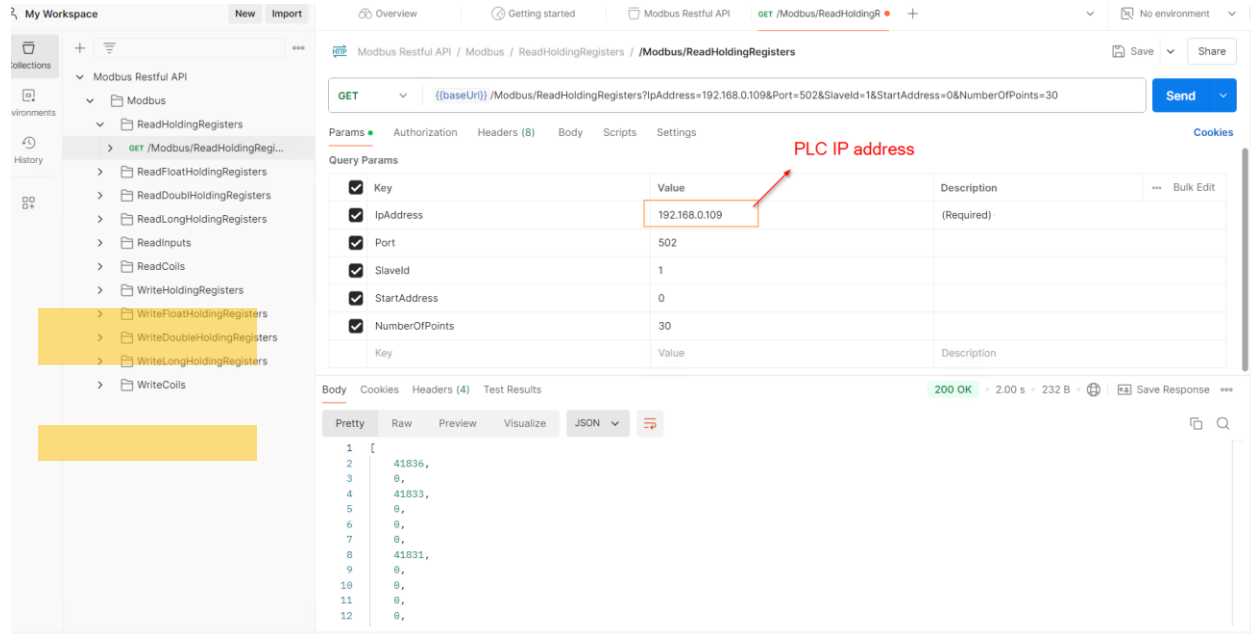 My Workspace New Import Overview Getting started Modbus Restful API GET /Modbus/ReadHoldingR No environment
Collections
Modbus Restful API
Modbus
ReadHoldingRegisters
GET /Modbus/ReadHoldingRegi...
ReadFloatHoldingRegisters
ReadDoublHoldingRegisters
ReadLongHoldingRegisters
ReadInputs
ReadCoils
WriteHoldingRegisters
WriteFloatHoldingRegisters
WriteDoubleHoldingRegisters
WriteLongHoldingRegisters
WriteCoils
vironments
History
HTTP Modbus Restful API / Modbus / ReadHoldingRegisters / /Modbus/ReadHoldingRegisters Save Share
GET {{baseUrl}} /Modbus/ReadHoldingRegisters?IpAddress=192.168.0.109&Port=502&SlaveId=1&StartAddress=0&NumberOfPoints=30 Send
Params Authorization Headers (8) Body Scripts Settings Cookies
PLC IP address
Query Params
Key Value Description Bulk Edit
IpAddress 192.168.0.109 (Required)
Port 502
SlaveId 1
StartAddress 0
NumberOfPoints 30
Key Value Description
Body Cookies Headers (4) Test Results 200 OK 2.00 s 232 B Save Response
Pretty Raw Preview Visualize JSON
1 [
2 41836,
3 0,
4 41833,
5 0,
6 0,
7 0,
8 41831,
9 0,
10 0,
11 0,
12 0,